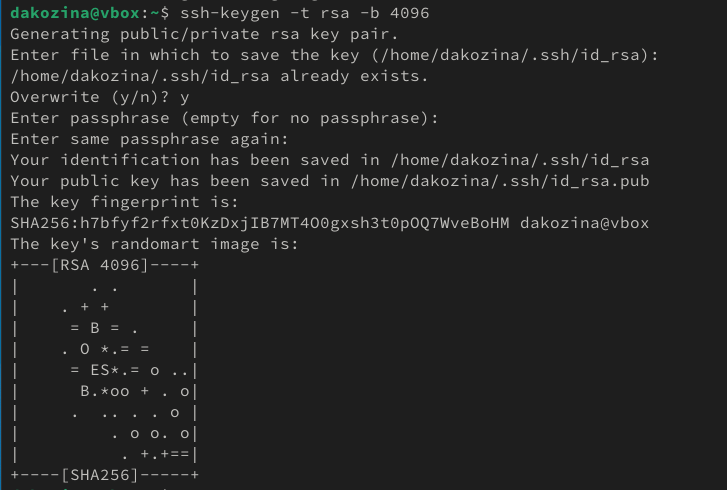 dakozina@vbox:~$ ssh-keygen -t rsa -b 4096
Generating public/private rsa key pair.
Enter file in which to save the key (/home/dakozina/.ssh/id_rsa):
/home/dakozina/.ssh/id_rsa already exists.
Overwrite (y/n)? y
Enter passphrase (empty for no passphrase):
Enter same passphrase again:
Your identification has been saved in /home/dakozina/.ssh/id_rsa
Your public key has been saved in /home/dakozina/.ssh/id_rsa.pub
The key fingerprint is:
SHA256:h7bfyf2rfxt0KzDxjIB7MT4O0gxsh3t0pOQ7WveBoHM dakozina@vbox
The key's randomart image is:
+---[RSA 4096]----+
|       . .       |
|    . + +        |
|     = B = .     |
|    . O *.= =    |
|     = ES*.= o ..|
|      B.*oo + . o|
|     .  .. . . o |
|         . o o. o|
|          . +.+==|
+----[SHA256]-----+